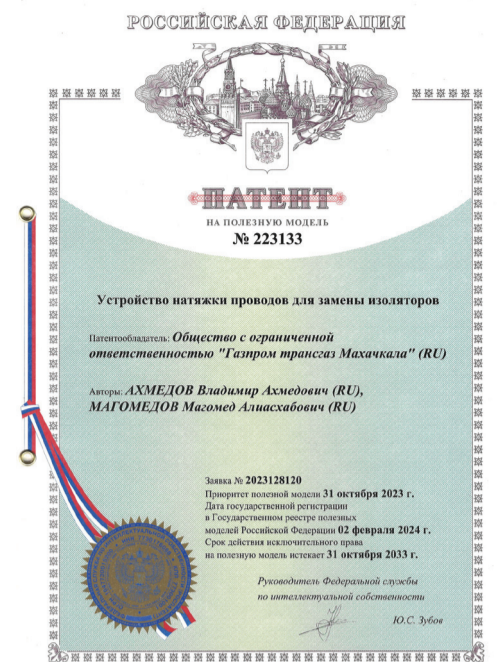 РОССИЙСКАЯ ФЕДЕРАЦИЯ
ПАТЕНТ
НА ПОЛЕЗНУЮ МОДЕЛЬ
№ 223133
Устройство натяжки проводов для замены изоляторов
Патентообладатель: Общество с ограниченной
ответственностью "Газпром трансгаз Махачкала" (RU)
Авторы: АХМЕДОВ Владимир Ахмедович (RU),
МАГОМЕДОВ Магомед Алиасхабович (RU)
Заявка № 2023128120
Приоритет полезной модели 31 октября 2023 г.
Дата государственной регистрации
в Государственном реестре полезных
моделей Российской Федерации 02 февраля 2024 г.
Срок действия исключительного права
на полезную модель истекает 31 октября 2033 г.
Руководитель Федеральной службы
по интеллектуальной собственности
Ю.С. Зубов